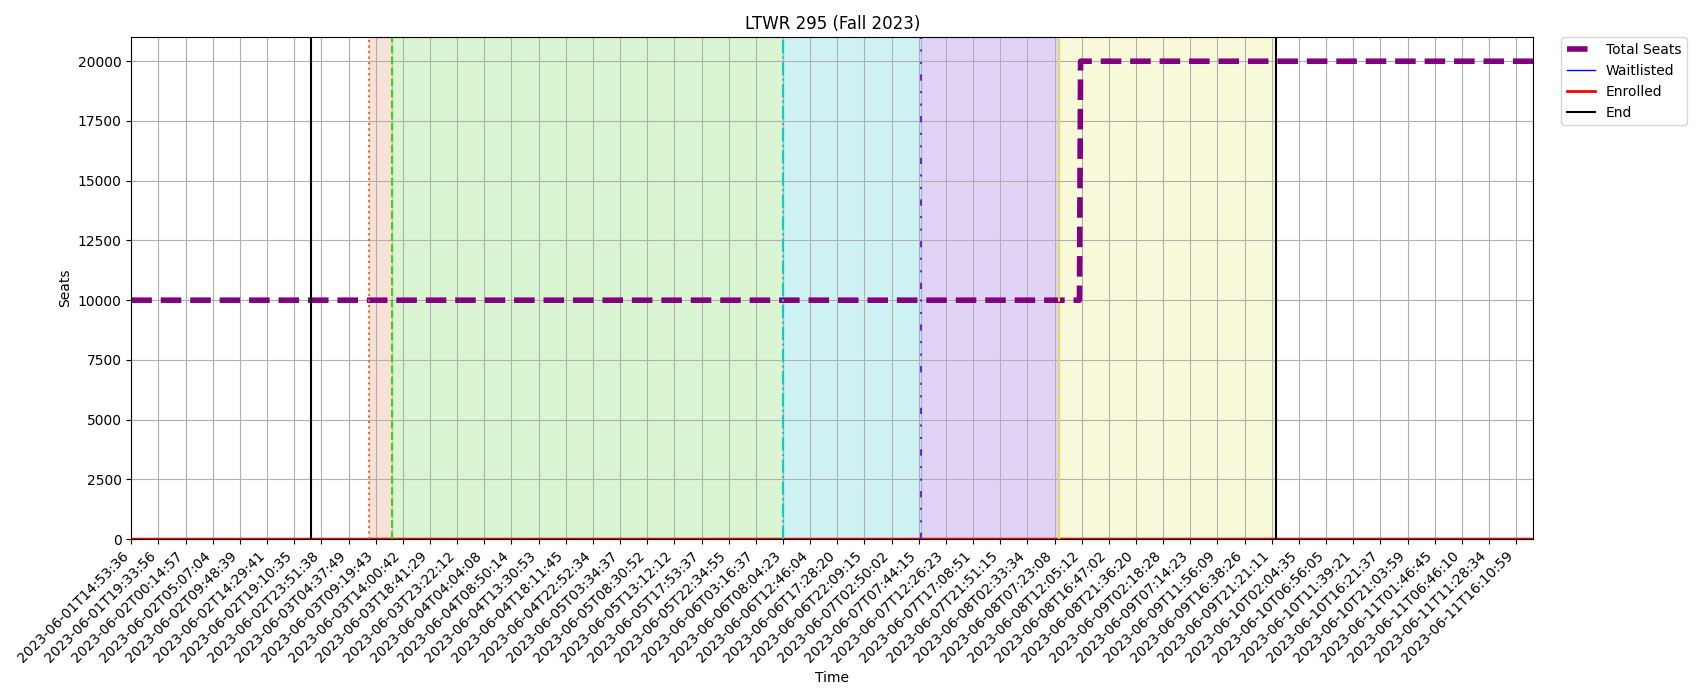 LTWR 295 (Fall 2023)
Total Seats
Waitlisted
Enrolled
End
Seats
20000
17500
15000
12500
10000
7500
5000
2500
0
2023-06-01T14:53:36
2023-06-01T19:33:56
2023-06-02T00:14:57
2023-06-02T05:07:04
2023-06-02T09:48:39
2023-06-02T14:29:41
2023-06-02T19:10:35
2023-06-02T23:51:38
2023-06-03T04:37:49
2023-06-03T09:19:43
2023-06-03T14:00:42
2023-06-03T18:41:29
2023-06-03T23:22:12
2023-06-04T04:04:08
2023-06-04T08:50:14
2023-06-04T13:30:53
2023-06-04T18:11:45
2023-06-04T22:52:34
2023-06-05T03:34:37
2023-06-05T08:30:52
2023-06-05T13:12:12
2023-06-05T17:53:37
2023-06-05T22:34:55
2023-06-06T03:16:37
2023-06-06T08:04:23
2023-06-06T12:46:04
2023-06-06T17:28:20
2023-06-06T22:09:15
2023-06-07T02:50:02
2023-06-07T07:44:15
2023-06-07T12:26:23
2023-06-07T17:08:51
2023-06-07T21:51:15
2023-06-08T02:33:34
2023-06-08T07:23:08
2023-06-08T12:05:12
2023-06-08T16:47:02
2023-06-08T21:36:20
2023-06-09T02:18:28
2023-06-09T07:14:23
2023-06-09T11:56:09
2023-06-09T16:38:26
2023-06-09T21:21:11
2023-06-10T02:04:35
2023-06-10T06:56:05
2023-06-10T11:39:21
2023-06-10T16:21:37
2023-06-10T21:03:59
2023-06-11T01:46:45
2023-06-11T06:46:10
2023-06-11T11:28:34
2023-06-11T16:10:59
Time